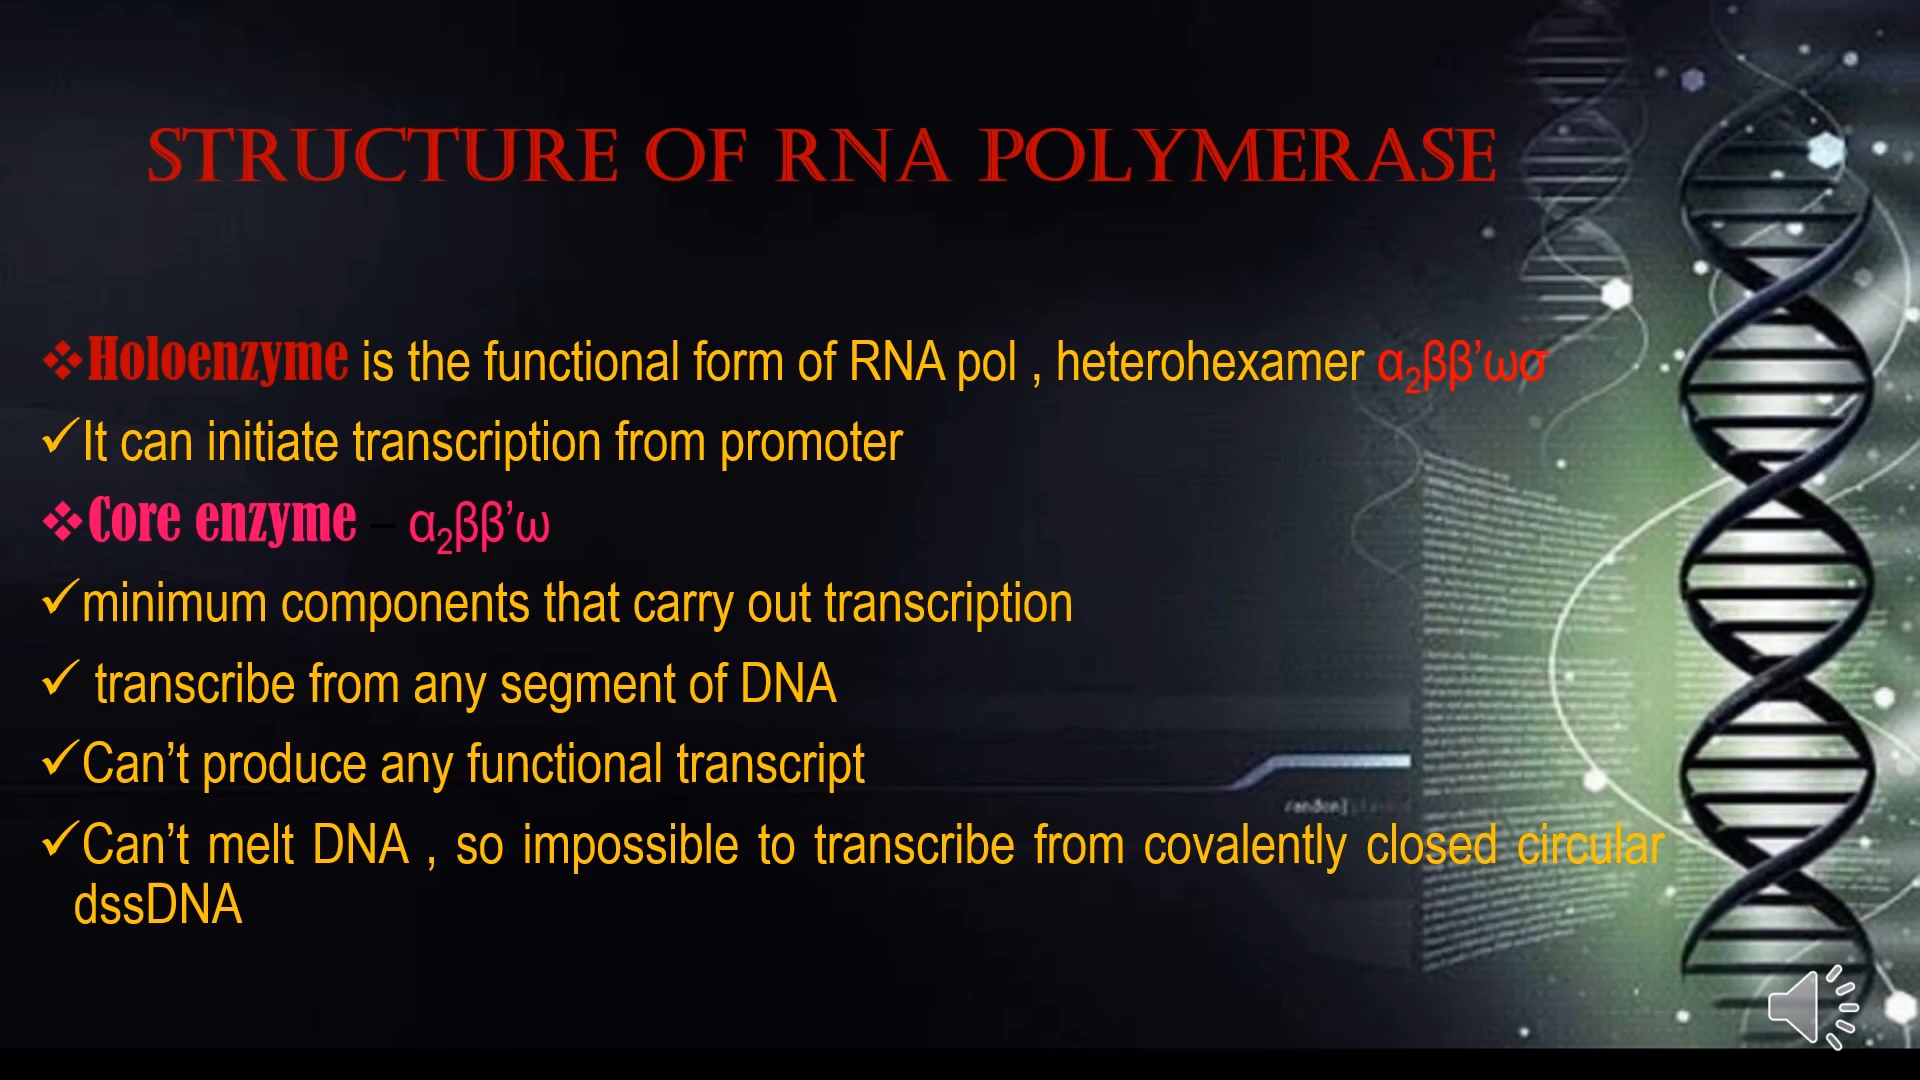 STRUCTURE OF RNA POLYMERASE
❖Holoenzyme is the functional form of RNA pol , heterohexamer α₂ββ’ωσ
✓It can initiate transcription from promoter
❖Core enzyme – α₂ββ’ω
✓minimum components that carry out transcription
✓ transcribe from any segment of DNA
✓Can’t produce any functional transcript
✓Can’t melt DNA , so impossible to transcribe from covalently closed circular
dssDNA